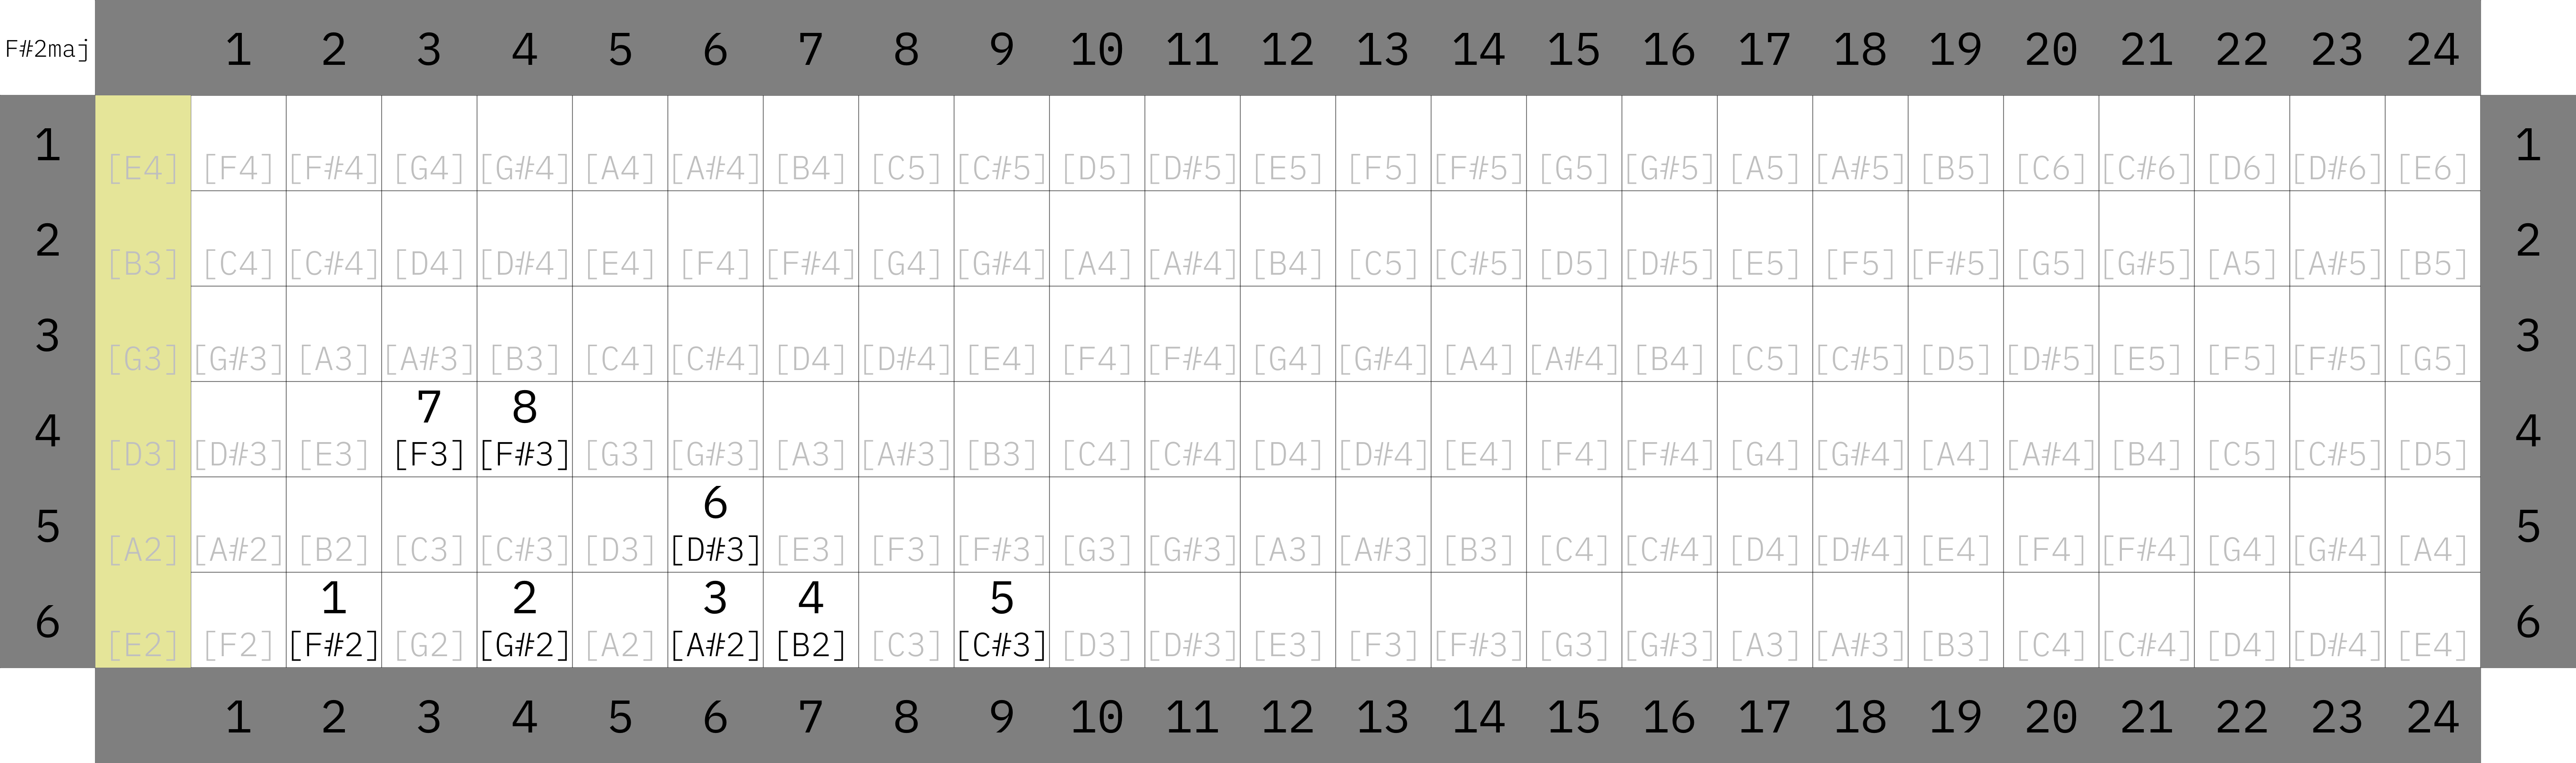 F#2maj 1 2 3 4 5 6 7 8 9 10 11 12 13 14 15 16 17 18 19 20 21 22 23 24
1 [E4] [F4] [F#4] [G4] [G#4] [A4] [A#4] [B4] [C5] [C#5] [D5] [D#5] [E5] [F5] [F#5] [G5] [G#5] [A5] [A#5] [B5] [C6] [C#6] [D6] [D#6] [E6] 1
2 [B3] [C4] [C#4] [D4] [D#4] [E4] [F4] [F#4] [G4] [G#4] [A4] [A#4] [B4] [C5] [C#5] [D5] [D#5] [E5] [F5] [F#5] [G5] [G#5] [A5] [A#5] [B5] 2
3 [G3] [G#3] [A3] [A#3] [B3] [C4] [C#4] [D4] [D#4] [E4] [F4] [F#4] [G4] [G#4] [A4] [A#4] [B4] [C5] [C#5] [D5] [D#5] [E5] [F5] [F#5] [G5] 3
7 8
4 [D3] [D#3] [E3] [F3] [F#3] [G3] [G#3] [A3] [A#3] [B3] [C4] [C#4] [D4] [D#4] [E4] [F4] [F#4] [G4] [G#4] [A4] [A#4] [B4] [C5] [C#5] [D5] 4
6
5 [A2] [A#2] [B2] [C3] [C#3] [D3] [D#3] [E3] [F3] [F#3] [G3] [G#3] [A3] [A#3] [B3] [C4] [C#4] [D4] [D#4] [E4] [F4] [F#4] [G4] [G#4] [A4] 5
1 2 3 4 5
6 [E2] [F2] [F#2] [G2] [G#2] [A2] [A#2] [B2] [C3] [C#3] [D3] [D#3] [E3] [F3] [F#3] [G3] [G#3] [A3] [A#3] [B3] [C4] [C#4] [D4] [D#4] [E4] 6
1 2 3 4 5 6 7 8 9 10 11 12 13 14 15 16 17 18 19 20 21 22 23 24